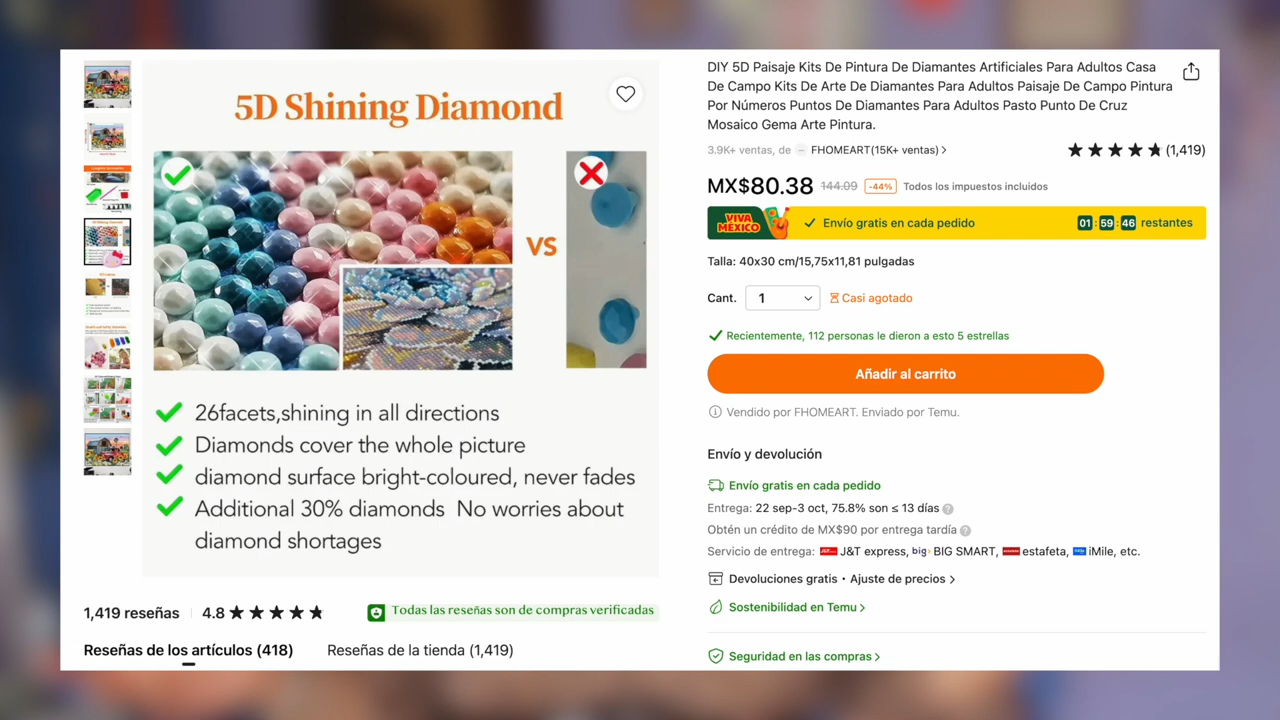 5D Shining Diamond
VS
26facets,shining in all directions
Diamonds cover the whole picture
diamond surface bright-coloured, never fades
Additional 30% diamonds No worries about
diamond shortages
1,419 reseñas
4.8
Todas las reseñas son de compras verificadas
Reseñas de los artículos (418)
Reseñas de la tienda (1,419)
DIY 5D Paisaje Kits De Pintura De Diamantes Artificiales Para Adultos Casa
De Campo Kits De Arte De Diamantes Para Adultos Paisaje De Campo Pintura
Por Números Puntos De Diamantes Para Adultos Pasto Punto De Cruz
Mosaico Gema Arte Pintura.
3.9K+ ventas, de FHOMEART(15K+ ventas)
(1,419)
MX$80.38 144.09 -44% Todos los impuestos incluidos
VIVA MÉXICO Envío gratis en cada pedido 01:59:46 restantes
Talla: 40x30 cm/15,75x11,81 pulgadas
Cant. 1 Casi agotado
Recientemente, 112 personas le dieron a esto 5 estrellas
Añadir al carrito
Vendido por FHOMEART. Enviado por Temu.
Envío y devolución
Envío gratis en cada pedido
Entrega: 22 sep-3 oct, 75.8% son ≤ 13 días
Obtén un crédito de MX$90 por entrega tardía
Servicio de entrega: J&T express, big BIG SMART, estafeta, iMile, etc.
Devoluciones gratis • Ajuste de precios
Sostenibilidad en Temu
Seguridad en las compras